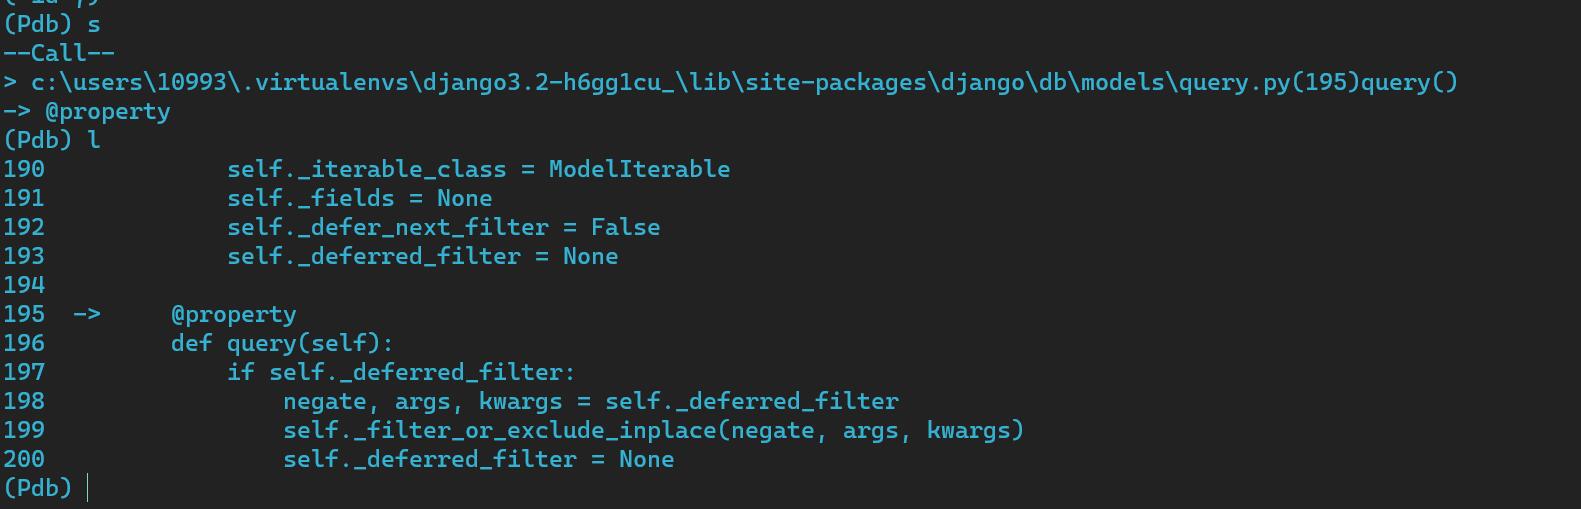 (Pdb) s
--Call--
> c:\users\10993\.virtualenvs\django3.2-h6gg1cu_\lib\site-packages\django\db\models\query.py(195)query()
-> @property
(Pdb) l
190             self._iterable_class = ModelIterable
191             self._fields = None
192             self._defer_next_filter = False
193             self._deferred_filter = None
194
195  ->     @property
196         def query(self):
197             if self._deferred_filter:
198                 negate, args, kwargs = self._deferred_filter
199                 self._filter_or_exclude_inplace(negate, args, kwargs)
200                 self._deferred_filter = None
(Pdb)